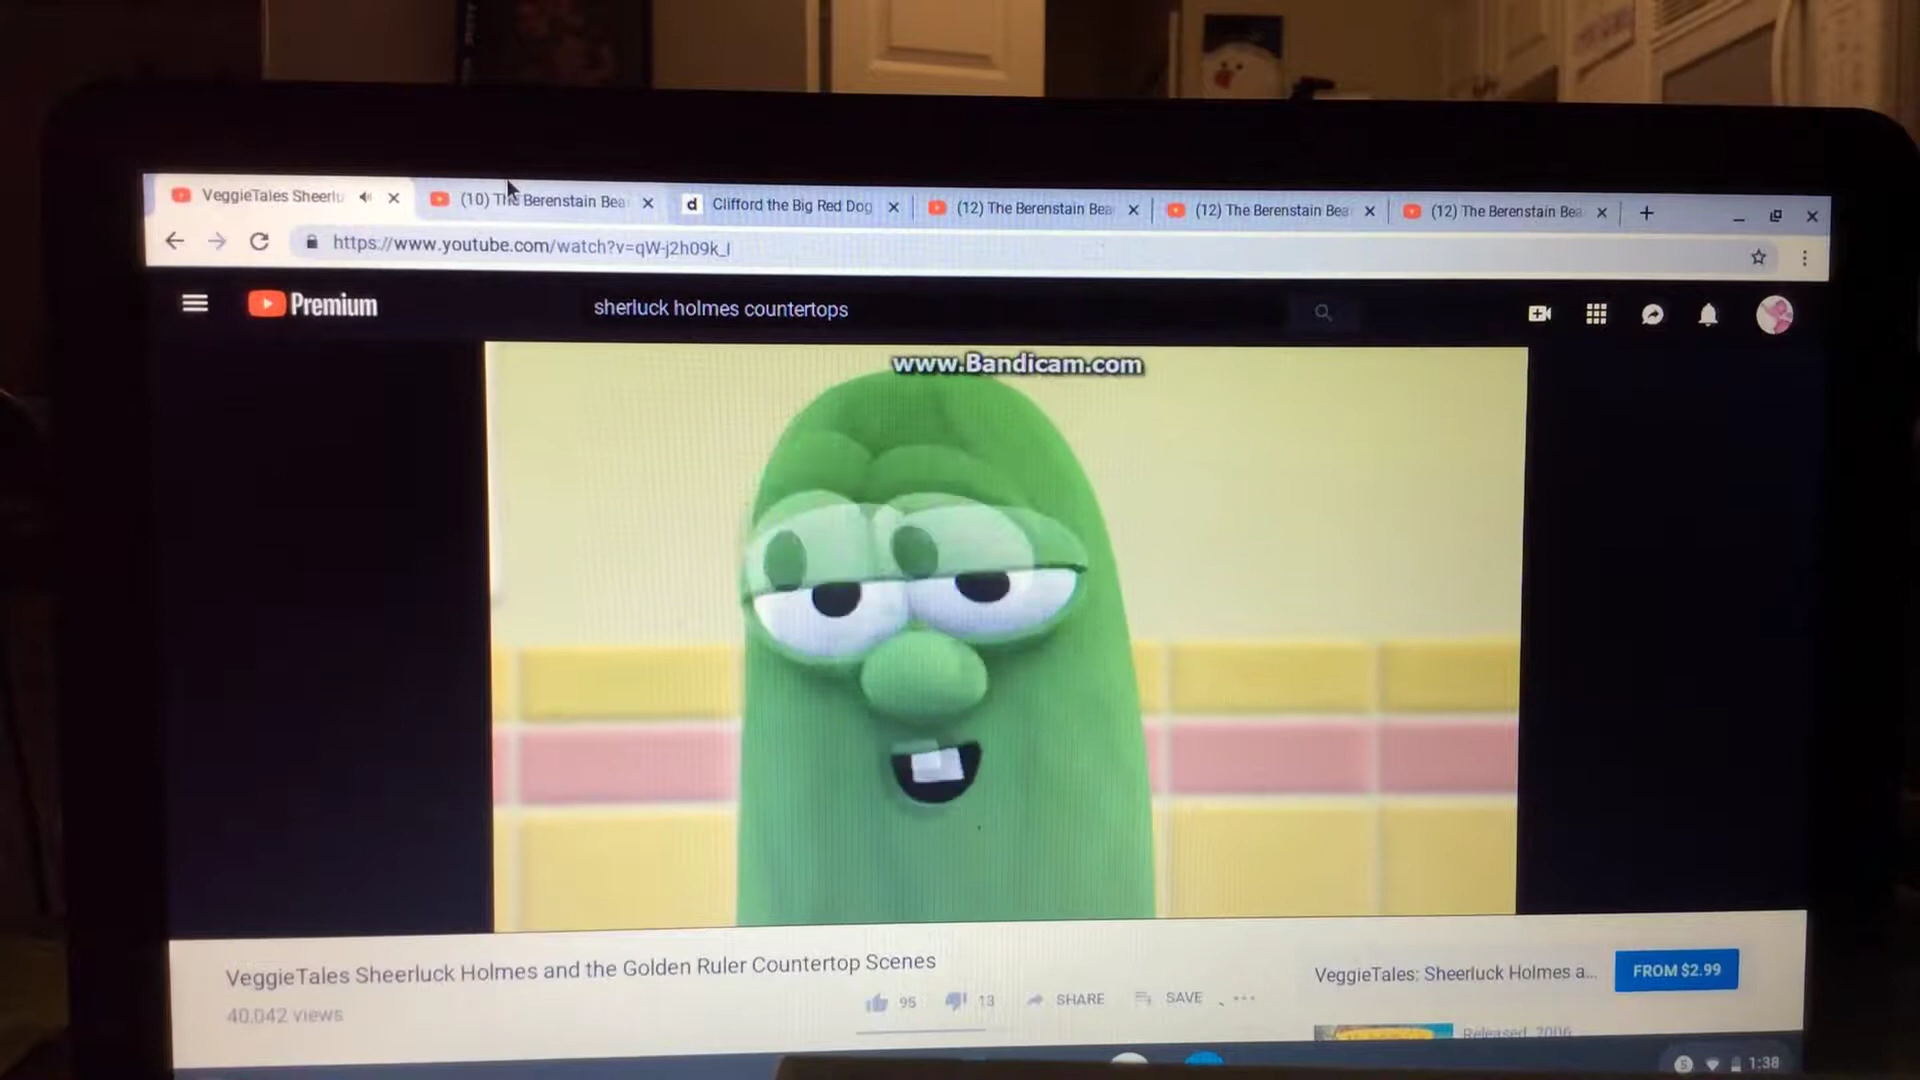 VeggieTales Sheerlu
(10) The Berenstain Bea
Clifford the Big Red Dog
(12) The Berenstain Bea
(12) The Berenstain Bea
(12) The Berenstain Bea
https://www.youtube.com/watch?v=qW-j2h09k_I
Premium
sherluck holmes countertops
www.Bandicam.com
VeggieTales Sheerluck Holmes and the Golden Ruler Countertop Scenes
40,042 views
95
13
SHARE
SAVE
VeggieTales: Sheerluck Holmes a...
FROM $2.99
Released 2006
1:38